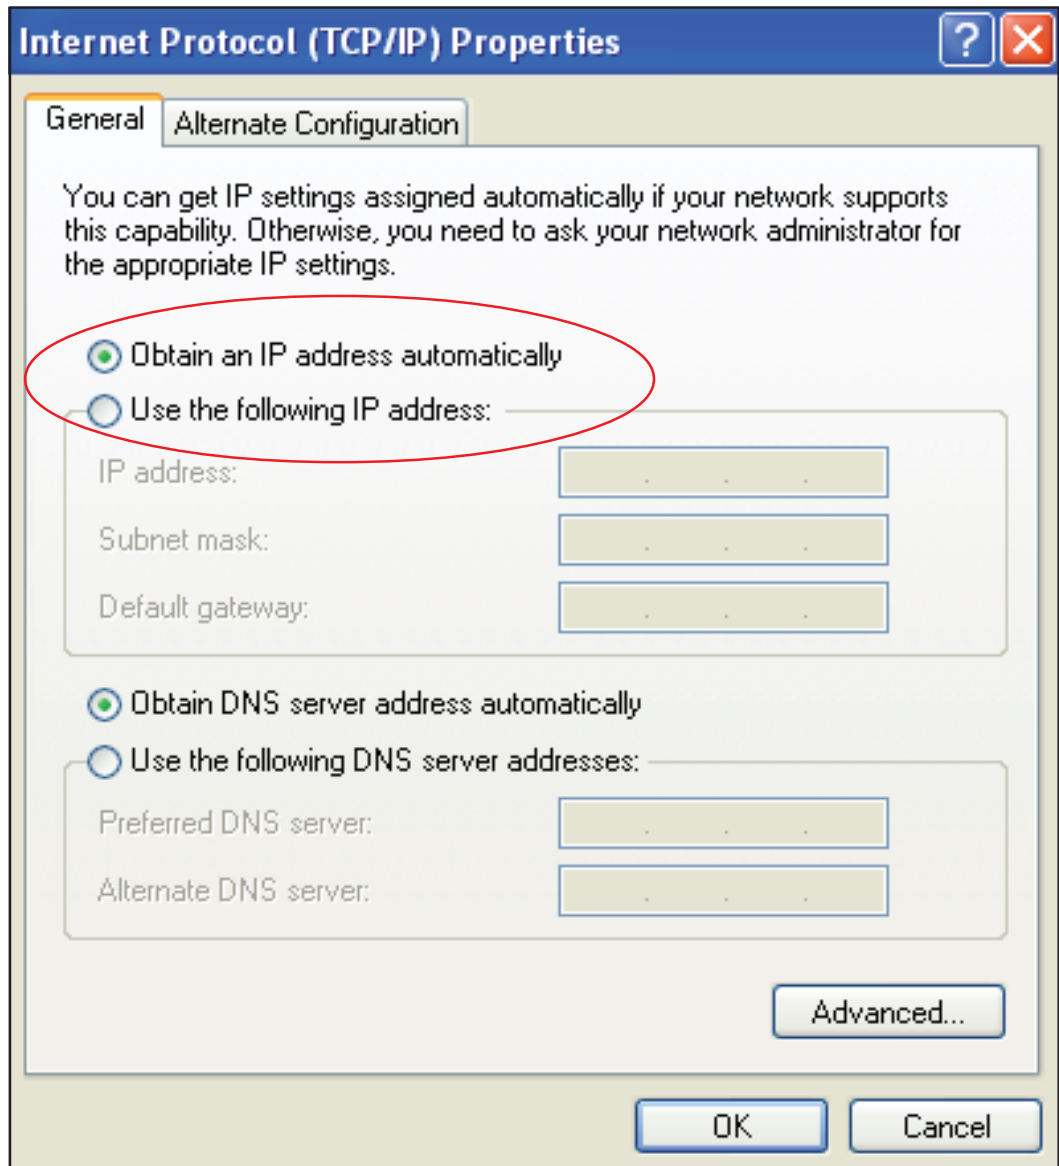 Internet Protocol (TCP/IP) Properties
General
Alternate Configuration
You can get IP settings assigned automatically if your network supports
this capability. Otherwise, you need to ask your network administrator for
the appropriate IP settings.
Obtain an IP address automatically
Use the following IP address:
IP address:
Subnet mask:
Default gateway:
Obtain DNS server address automatically
Use the following DNS server addresses:
Preferred DNS server:
Alternate DNS server:
Advanced...
OK
Cancel